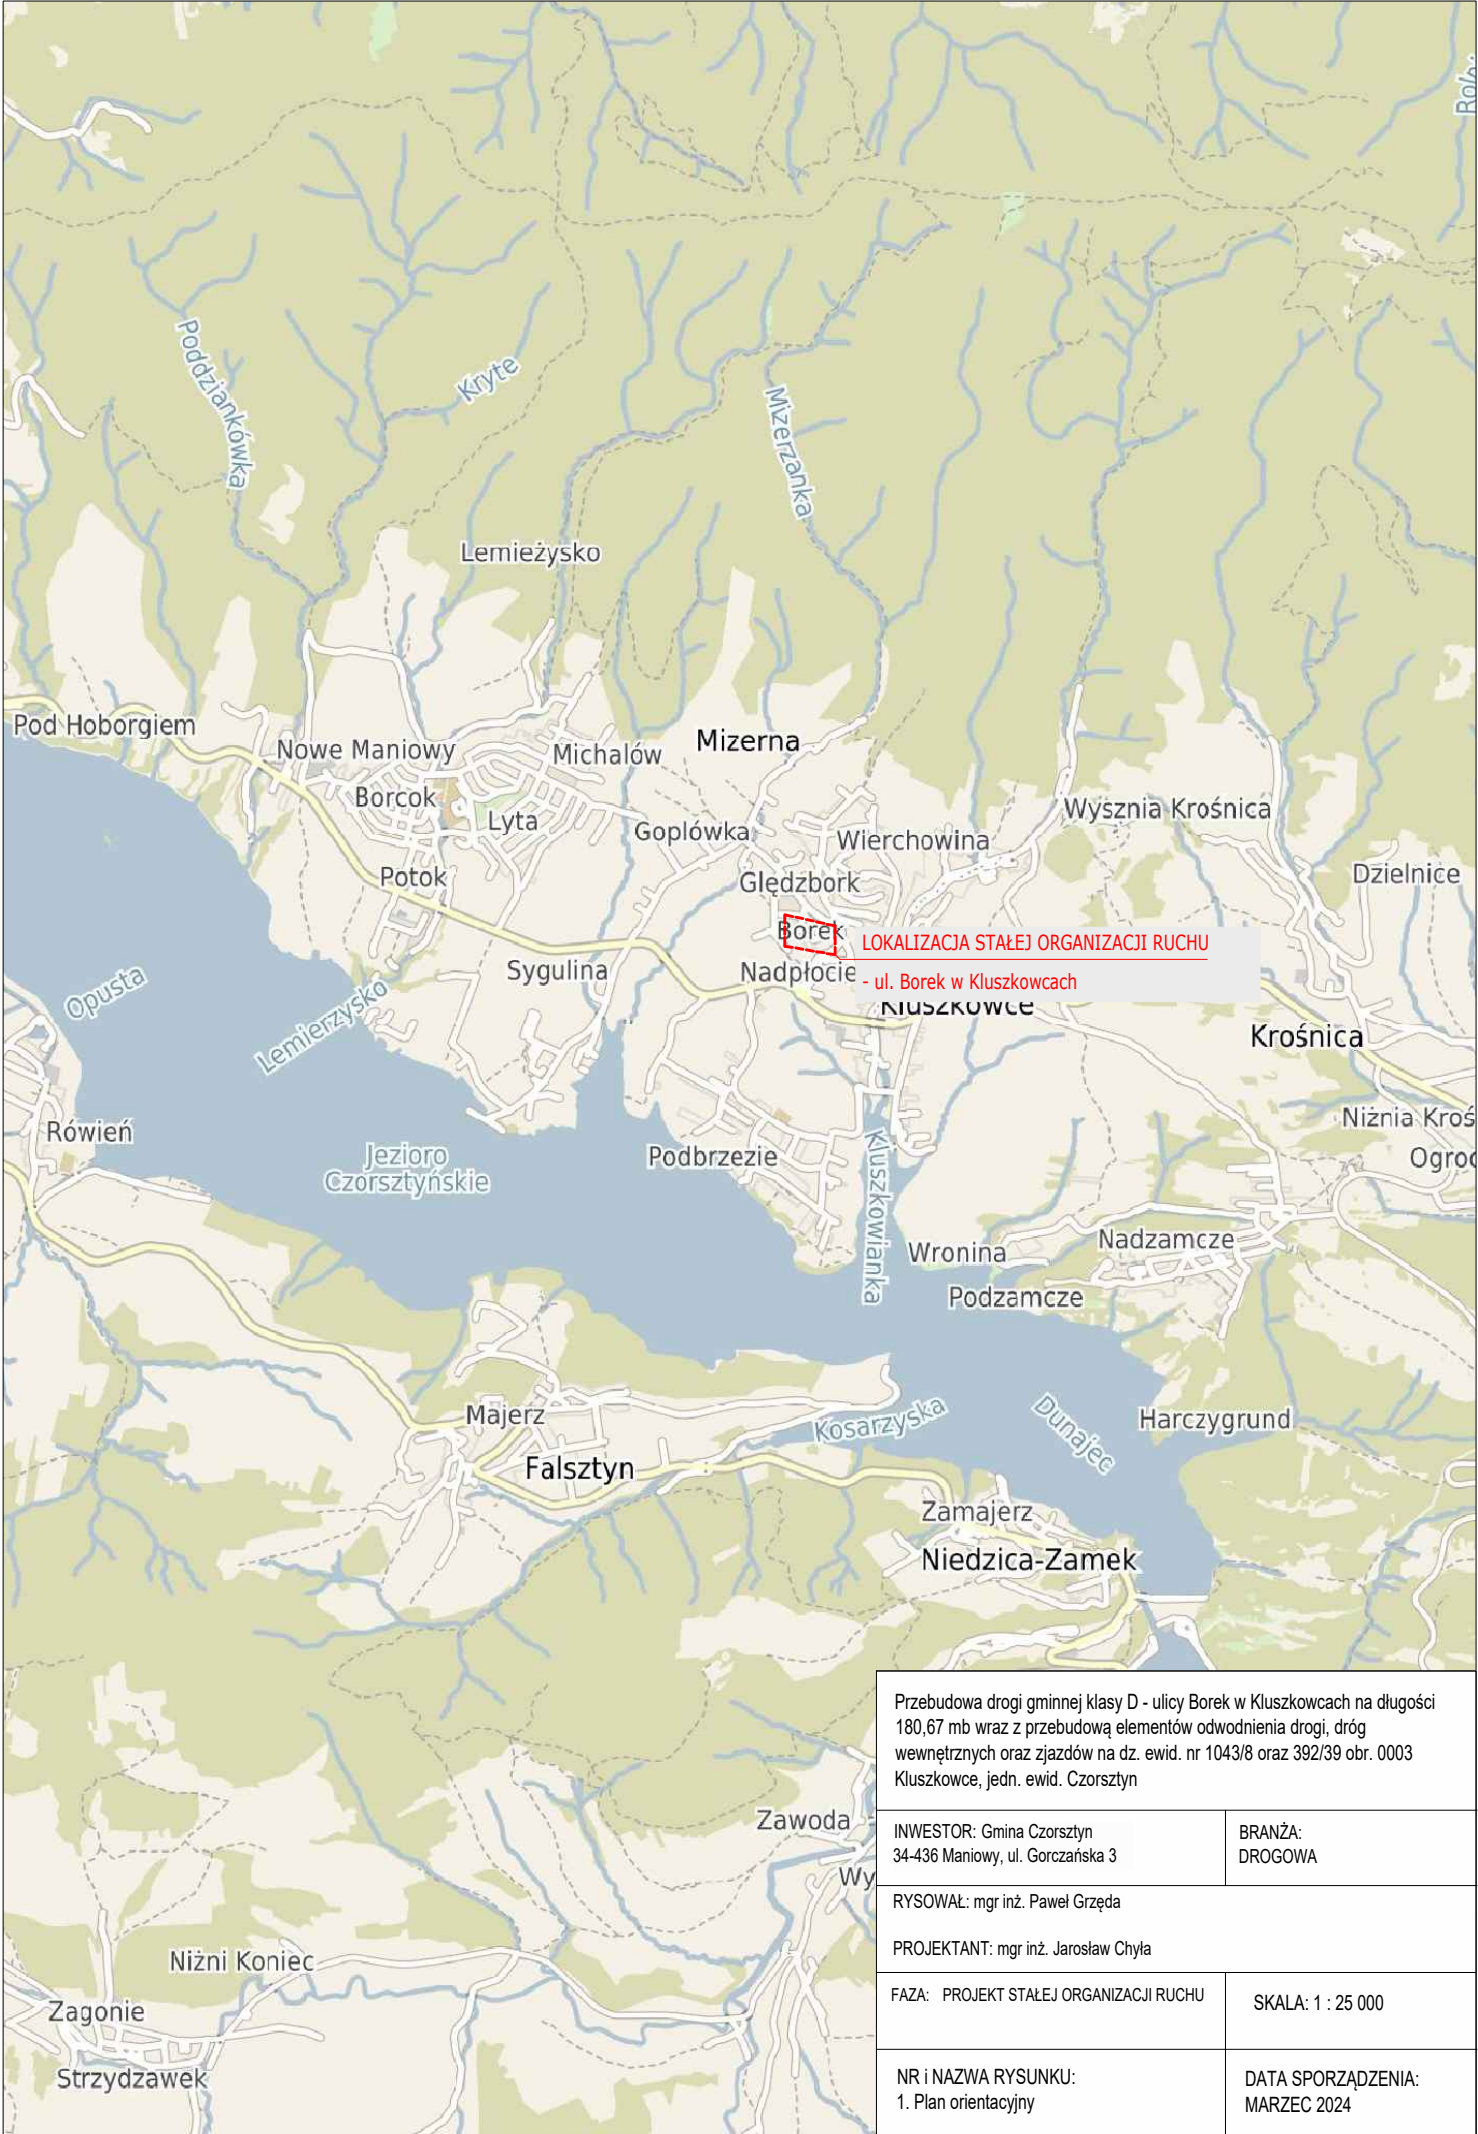 Roln
Poddziankówka
Kryte
Mizerzanka
Lemieżysko
Pod Hoborgiem
Nowe Maniowy
Michalów
Mizerna
Borcok
Lyta
Goplówka
Wierchowina
Wysznia Krośnica
Potok
Ględzbork
Dzielnice
Borek
LOKALIZACJA STAŁEJ ORGANIZACJI RUCHU
- ul. Borek w Kluszkowcach
Sygulina
Nadpłocie
Opusta
Lemierzysko
Kluszkowce
Krośnica
Rówień
Niżnia Kroś
Ogrod
Jezioro
Czorsztyńskie
Podbrzezie
Kluszkowianka
Wronina
Nadzamcze
Podzamcze
Majerz
Kosarzyska
Dunajec
Harczygrund
Falsztyn
Zamajerz
Niedzica-Zamek
Zawoda
Wy
Niżni Koniec
Zagonie
Strzydzawek
Przebudowa drogi gminnej klasy D - ulicy Borek w Kluszkowcach na długości
180,67 mb wraz z przebudową elementów odwodnienia drogi, dróg
wewnętrznych oraz zjazdów na dz. ewid. nr 1043/8 oraz 392/39 obr. 0003
Kluszkowce, jedn. ewid. Czorsztyn
INWESTOR: Gmina Czorsztyn
34-436 Maniowy, ul. Gorczańska 3
BRANŻA:
DROGOWA
RYSOWAŁ: mgr inż. Paweł Grzęda
PROJEKTANT: mgr inż. Jarosław Chyła
FAZA: PROJEKT STAŁEJ ORGANIZACJI RUCHU
SKALA: 1 : 25 000
NR i NAZWA RYSUNKU:
1. Plan orientacyjny
DATA SPORZĄDZENIA:
MARZEC 2024